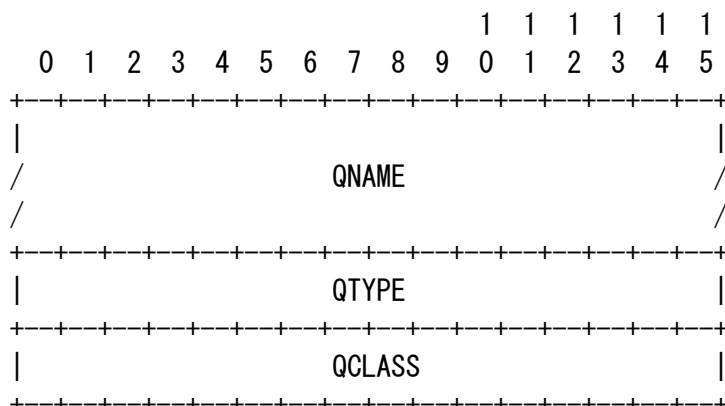 1  1  1  1  1  1
  0  1  2  3  4  5  6  7  8  9  0  1  2  3  4  5
+--+--+--+--+--+--+--+--+--+--+--+--+--+--+--+--+
|                                               |
/                     QNAME                     /
/                                               /
+--+--+--+--+--+--+--+--+--+--+--+--+--+--+--+--+
|                     QTYPE                     |
+--+--+--+--+--+--+--+--+--+--+--+--+--+--+--+--+
|                     QCLASS                    |
+--+--+--+--+--+--+--+--+--+--+--+--+--+--+--+--+